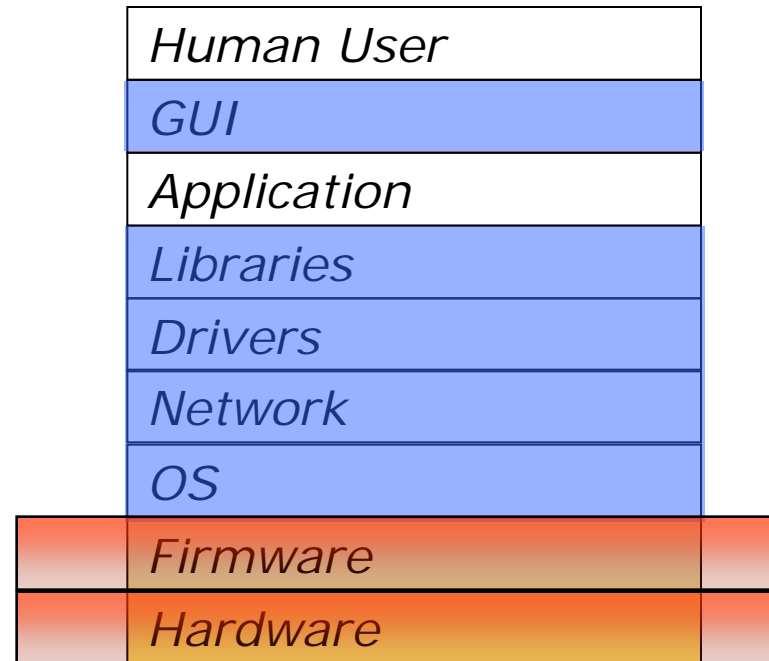 Human User
GUI
Application
Libraries
Drivers
Network
OS
Firmware
Hardware